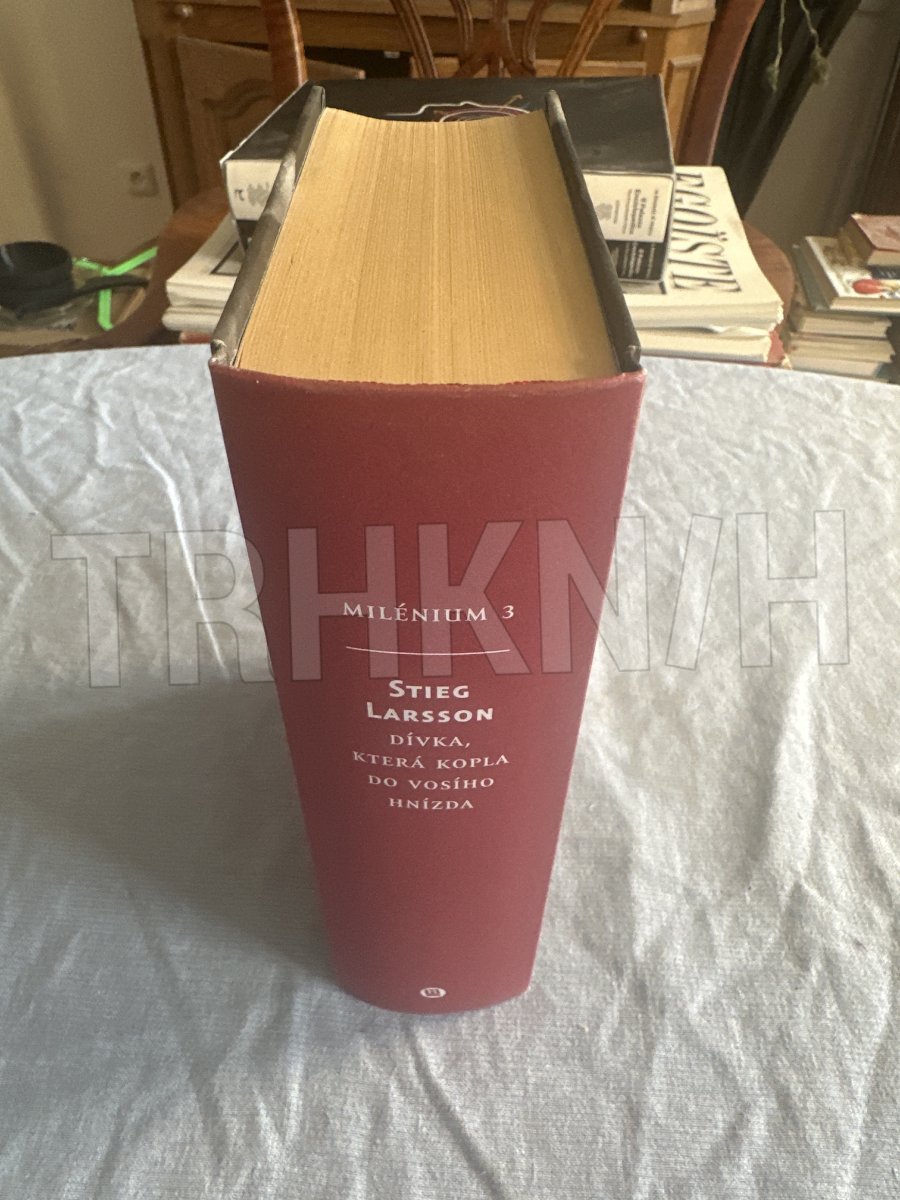 EGOÏSTE
TRHKNIH
MILÉNIUM 3
STIEG
LARSSON
DÍVKA,
KTERÁ KOPLA
DO VOSÍHO
HNÍZDA